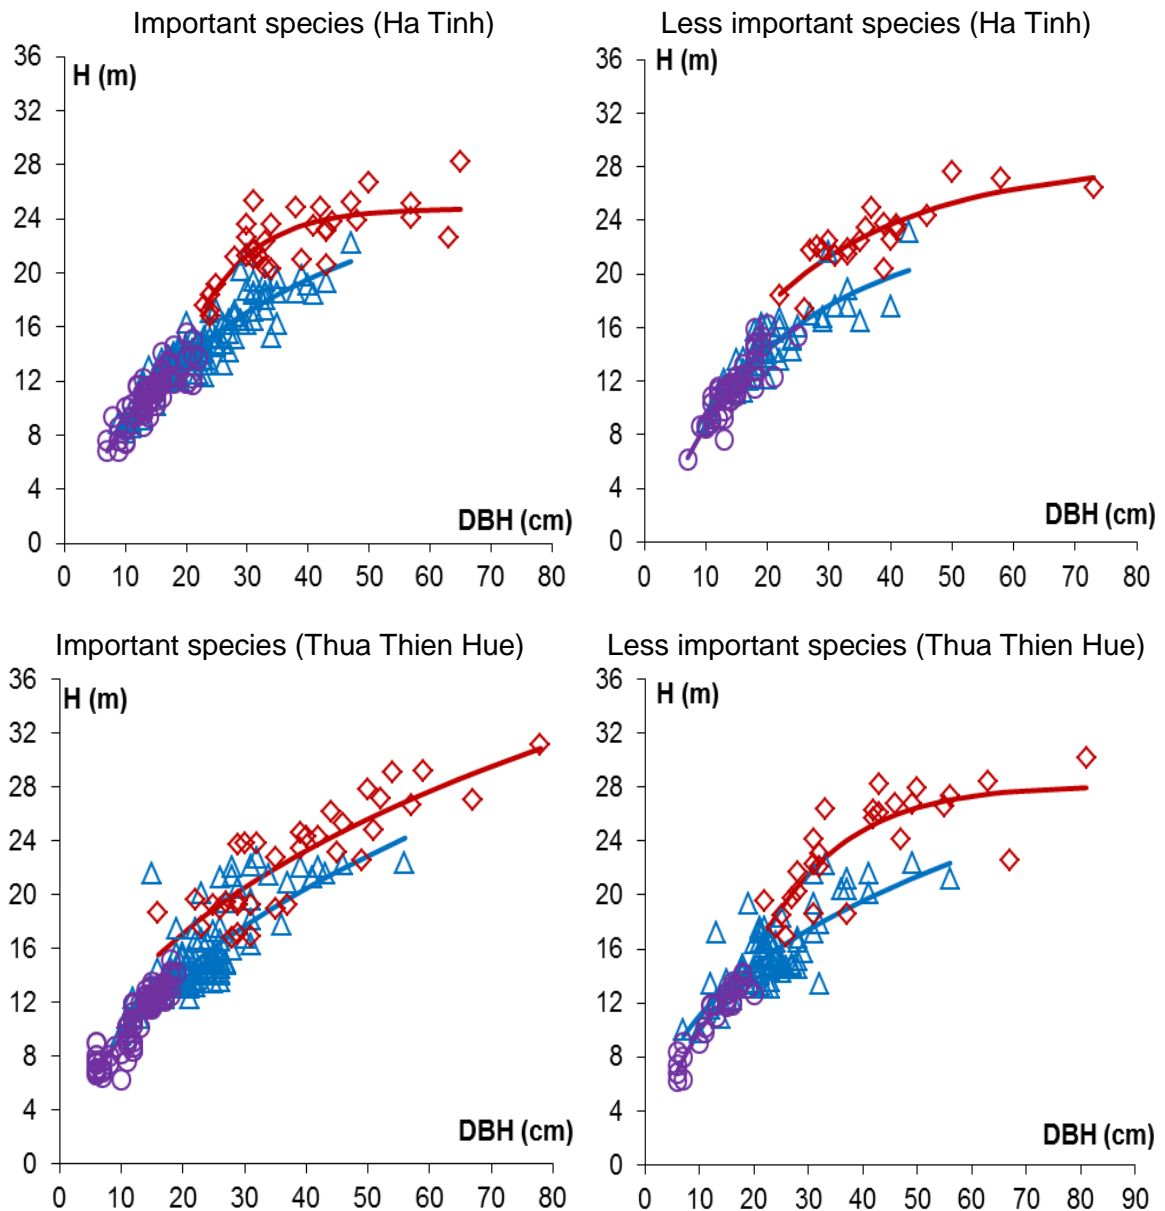 Important species (Ha Tinh)
36
H (m)
32
28
24
20
16
12
8
4
DBH (cm)
0
0 10 20 30 40 50 60 70 80
Less important species (Ha Tinh)
36
H (m)
32
28
24
20
16
12
8
4
DBH (cm)
0
0 10 20 30 40 50 60 70 80
Important species (Thua Thien Hue)
36
H (m)
32
28
24
20
16
12
8
4
DBH (cm)
0
0 10 20 30 40 50 60 70 80
Less important species (Thua Thien Hue)
36
H (m)
32
28
24
20
16
12
8
4
DBH (cm)
0
0 10 20 30 40 50 60 70 80 90